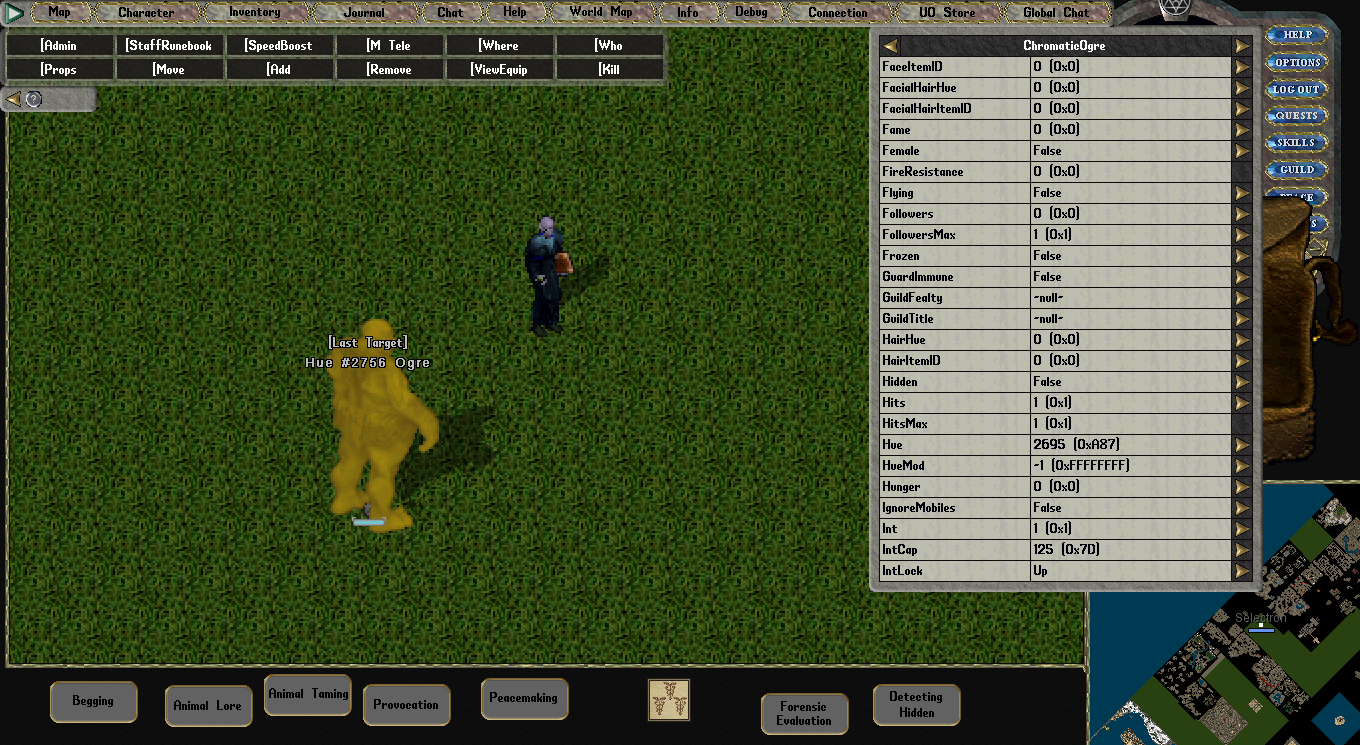 Map Character Inventory Journal Chat Help World Map Info Debug Connection UO Store Global Chat
[Admin [StaffRunebook [SpeedBoost [M Tele [Where [Who
[Props [Move [Add [Remove [ViewEquip [Kill
?
ChromaticOgre
FaceItemID 0 (0x0)
FacialHairHue 0 (0x0)
FacialHairItemID 0 (0x0)
Fame 0 (0x0)
Female False
FireResistance 0 (0x0)
Flying False
Followers 0 (0x0)
FollowersMax 1 (0x1)
Frozen False
GuardImmune False
GuildFealty -null-
GuildTitle -null-
HairHue 0 (0x0)
HairItemID 0 (0x0)
Hidden False
Hits 1 (0x1)
HitsMax 1 (0x1)
Hue 2695 (0xA87)
HueMod -1 (0xFFFFFFFF)
Hunger 0 (0x0)
IgnoreMobiles False
Int 1 (0x1)
IntCap 125 (0x7D)
IntLock Up
HELP
OPTIONS
LOG OUT
QUESTS
SKILLS
GUILD
[Last Target]
Hue #2756 Ogre
Selectron
Begging
Animal Lore
Animal Taming
Provocation
Peacemaking
Forensic
Evaluation
Detecting
Hidden